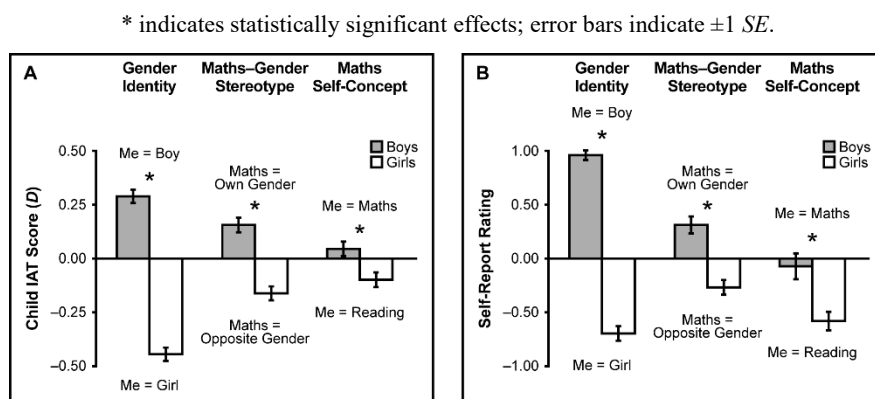 * indicates statistically significant effects; error bars indicate ±1 SE.
A
Gender Identity
Maths–Gender Stereotype
Maths Self-Concept
Child IAT Score (D)
0.50
0.25
0.00
–0.25
–0.50
Me = Boy
*
Me = Girl
Maths =
Own Gender
*
Maths =
Opposite Gender
Me = Maths
*
Me = Reading
Boys
Girls
B
Gender Identity
Maths–Gender Stereotype
Maths Self-Concept
Self-Report Rating
1.00
0.50
0.00
–0.50
–1.00
Me = Boy
*
Me = Girl
Maths =
Own Gender
*
Maths =
Opposite Gender
Me = Maths
*
Me = Reading
Boys
Girls